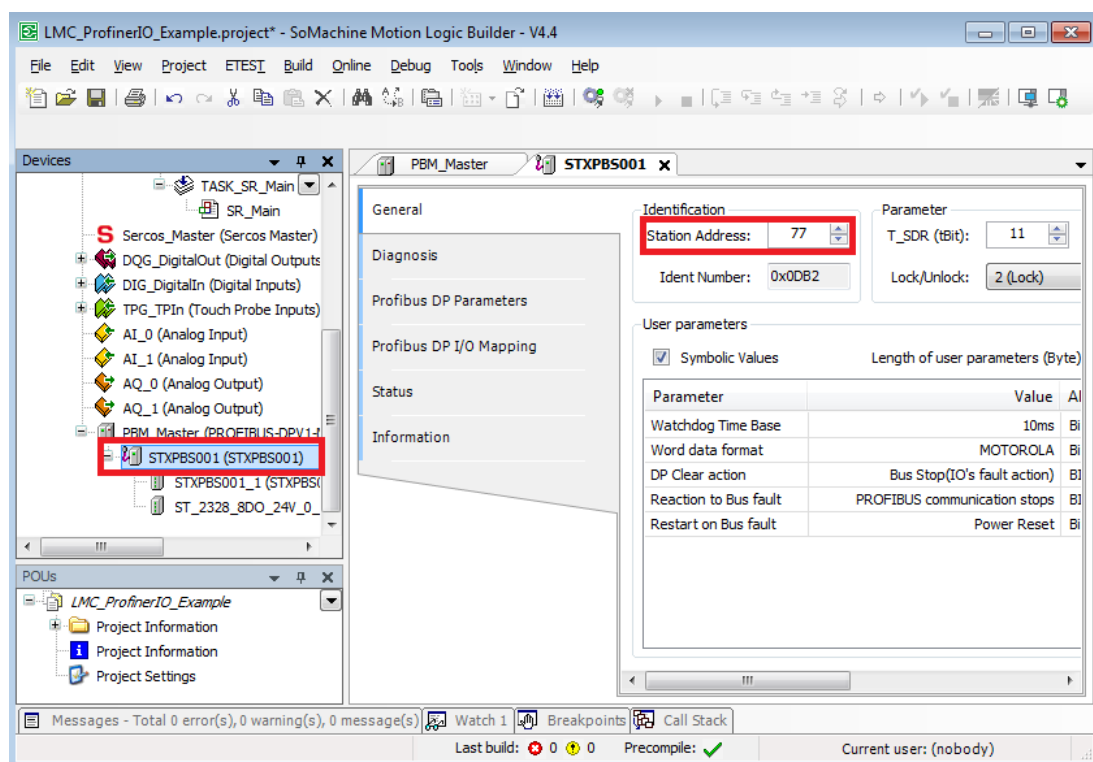 LMC_ProfinerIO_Example.project* - SoMachine Motion Logic Builder - V4.4
File Edit View Project ETEST Build Online Debug Tools Window Help
Devices
TASK_SR_Main
SR_Main
Sercos_Master (Sercos Master)
DQG_DigitalOut (Digital Outputs
DIG_DigitalIn (Digital Inputs)
TPG_TPIn (Touch Probe Inputs)
AI_0 (Analog Input)
AI_1 (Analog Input)
AQ_0 (Analog Output)
AQ_1 (Analog Output)
PBM_Master (PROFIBUS-DPV1-
STXPBS001 (STXPBS001)
STXPBS001_1 (STXPBS
ST_2328_8DO_24V_0_
POUs
LMC_ProfinerIO_Example
Project Information
Project Information
Project Settings
PBM_Master STXPBS001
General
Diagnosis
Profibus DP Parameters
Profibus DP I/O Mapping
Status
Information
Identification
Station Address: 77
Ident Number: 0x0DB2
Parameter
T_SDR (tBit): 11
Lock/Unlock: 2 (Lock)
User parameters
Symbolic Values Length of user parameters (Byte)
Parameter Value Al
Watchdog Time Base 10ms Bi
Word data format MOTOROLA Bi
DP Clear action Bus Stop(IO's fault action) BI
Reaction to Bus fault PROFIBUS communication stops BI
Restart on Bus fault Power Reset Bi
Messages - Total 0 error(s), 0 warning(s), 0 message(s) Watch 1 Breakpoints Call Stack
Last build: 0 0 Precompile: Current user: (nobody)